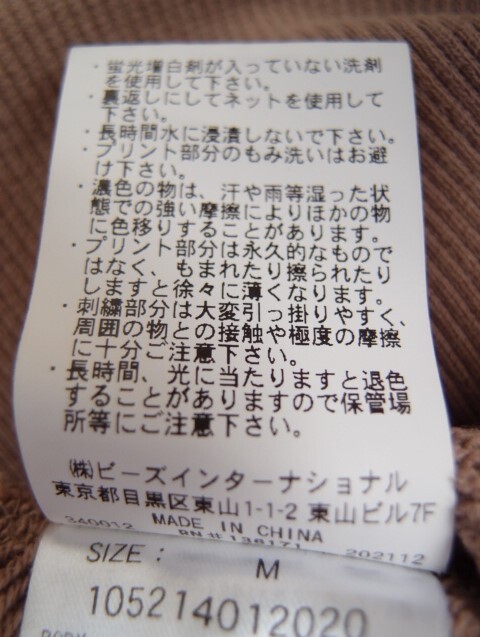 ・蛍光増白剤が入っていない洗剤
を使用して下さい。
・裏返しにしてネットを使用して
下さい。
・長時間水に浸漬しないで下さい。
・プリント部分のもみ洗いはお避
け下さい。
・濃色の物は、汗や雨等湿った状
態での強い摩擦によりほかの物
に色移りすることがあります。
・プリント部分は永久的なもので
はなく、もまれたり擦られたり
しますと徐々に薄くなります。
・刺繍部分は大変引っ掛りやすく、
周囲の物との接触や極度の摩擦
に十分ご注意下さい。
・長時間、光に当たりますと退色
することがありますので保管場
所等にご注意下さい。
㈱ビーズインターナショナル
東京都目黒区東山1-1-2 東山ビル7F
MADE IN CHINA
340012 RN# 138171 202112
SIZE : M
105214012020